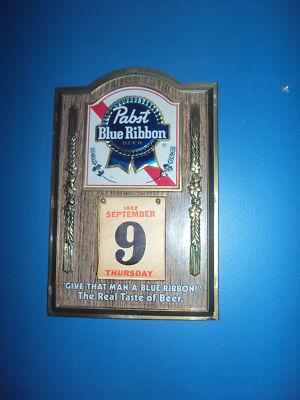 Pabst
Blue Ribbon
BEER
1982
SEPTEMBER
9
THURSDAY
"GIVE THAT MAN A BLUE RIBBON!"
The Real Taste of Beer.